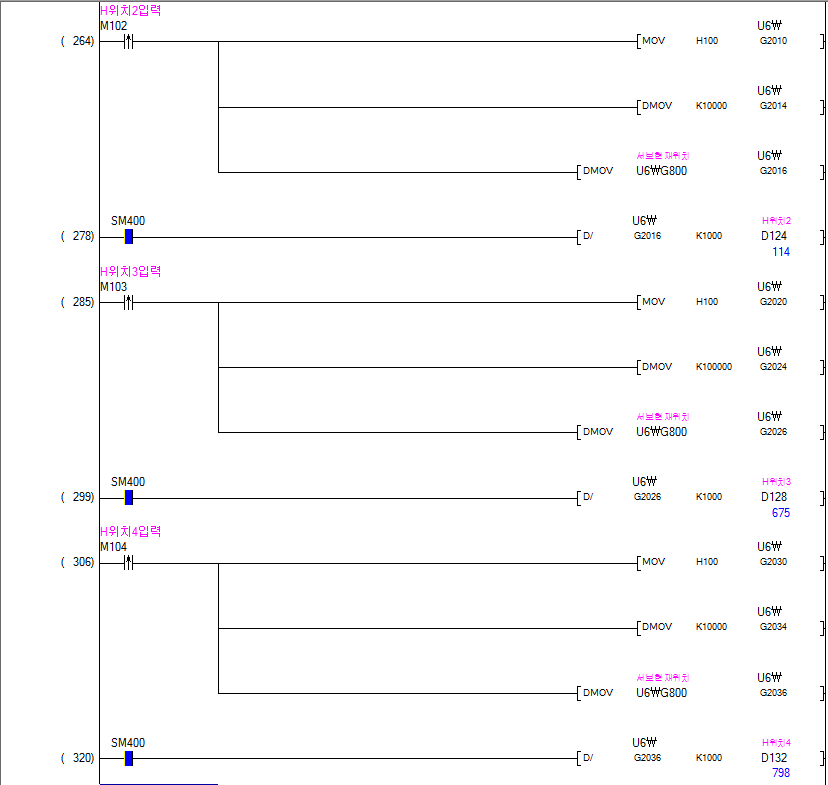 H위치2입력
M102
U6₩
( 264) MOV H100 G2010
U6₩
DMOV K10000 G2014
서보현재위치 U6₩
DMOV U6₩G800 G2016
SM400 U6₩ H위치2
( 278) D/ G2016 K1000 D124
114
H위치3입력
M103 U6₩
( 285) MOV H100 G2020
U6₩
DMOV K100000 G2024
서보현재위치 U6₩
DMOV U6₩G800 G2026
SM400 U6₩ H위치3
( 299) D/ G2026 K1000 D128
675
H위치4입력
M104 U6₩
( 306) MOV H100 G2030
U6₩
DMOV K10000 G2034
서보현재위치 U6₩
DMOV U6₩G800 G2036
SM400 U6₩ H위치4
( 320) D/ G2036 K1000 D132
798